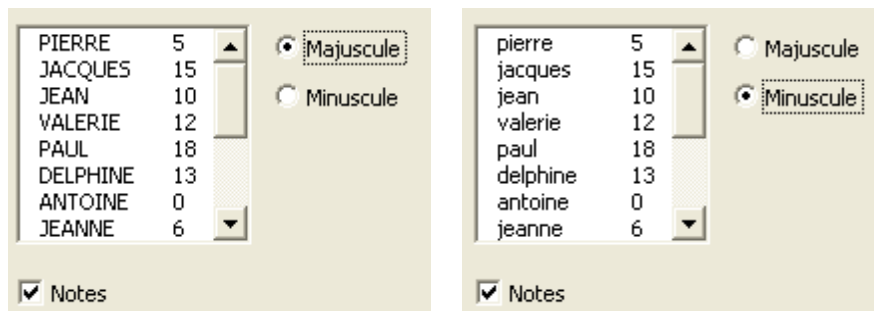 PIERRE 5
JACQUES 15
JEAN 10
VALERIE 12
PAUL 18
DELPHINE 13
ANTOINE 0
JEANNE 6
Majuscule
Minuscule
Notes
pierre 5
jacques 15
jean 10
valerie 12
paul 18
delphine 13
antoine 0
jeanne 6
Majuscule
Minuscule
Notes